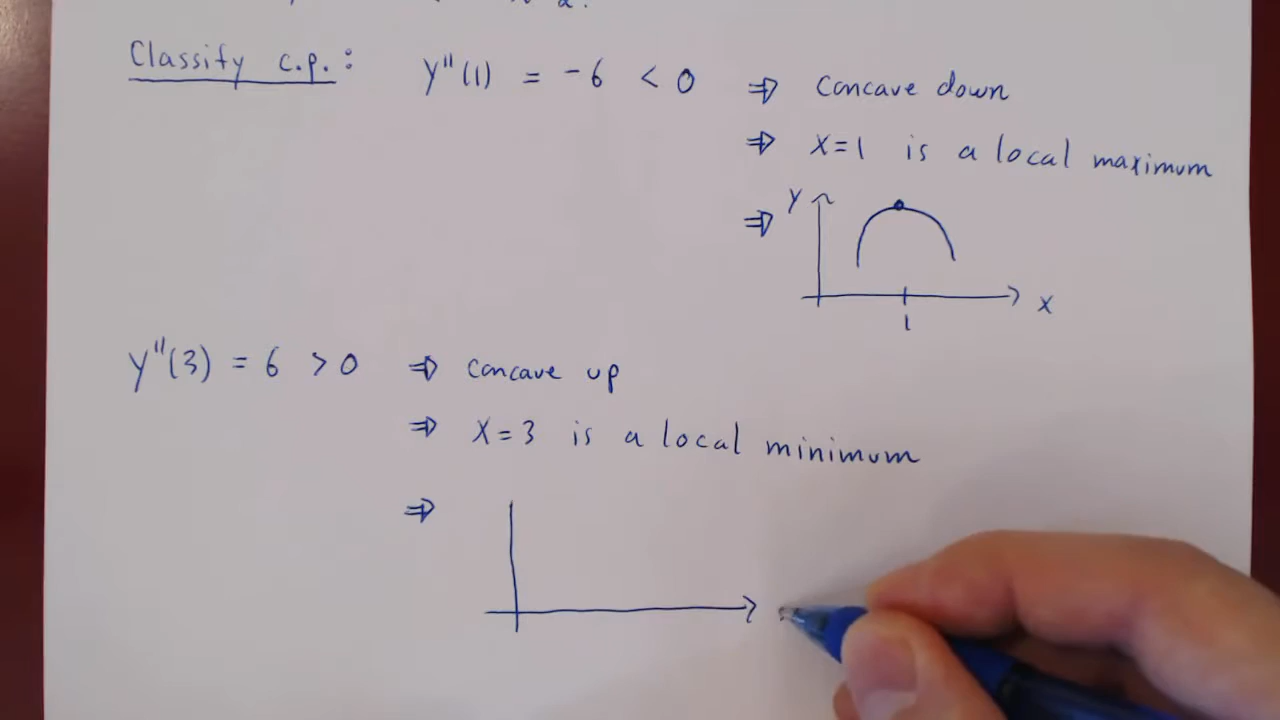 Classify c.p.: y''(1) = -6 < 0 ⇒ Concave down
⇒ x=1 is a local maximum
⇒ y
x
1
y''(3) = 6 > 0 ⇒ concave up
⇒ x=3 is a local minimum
⇒